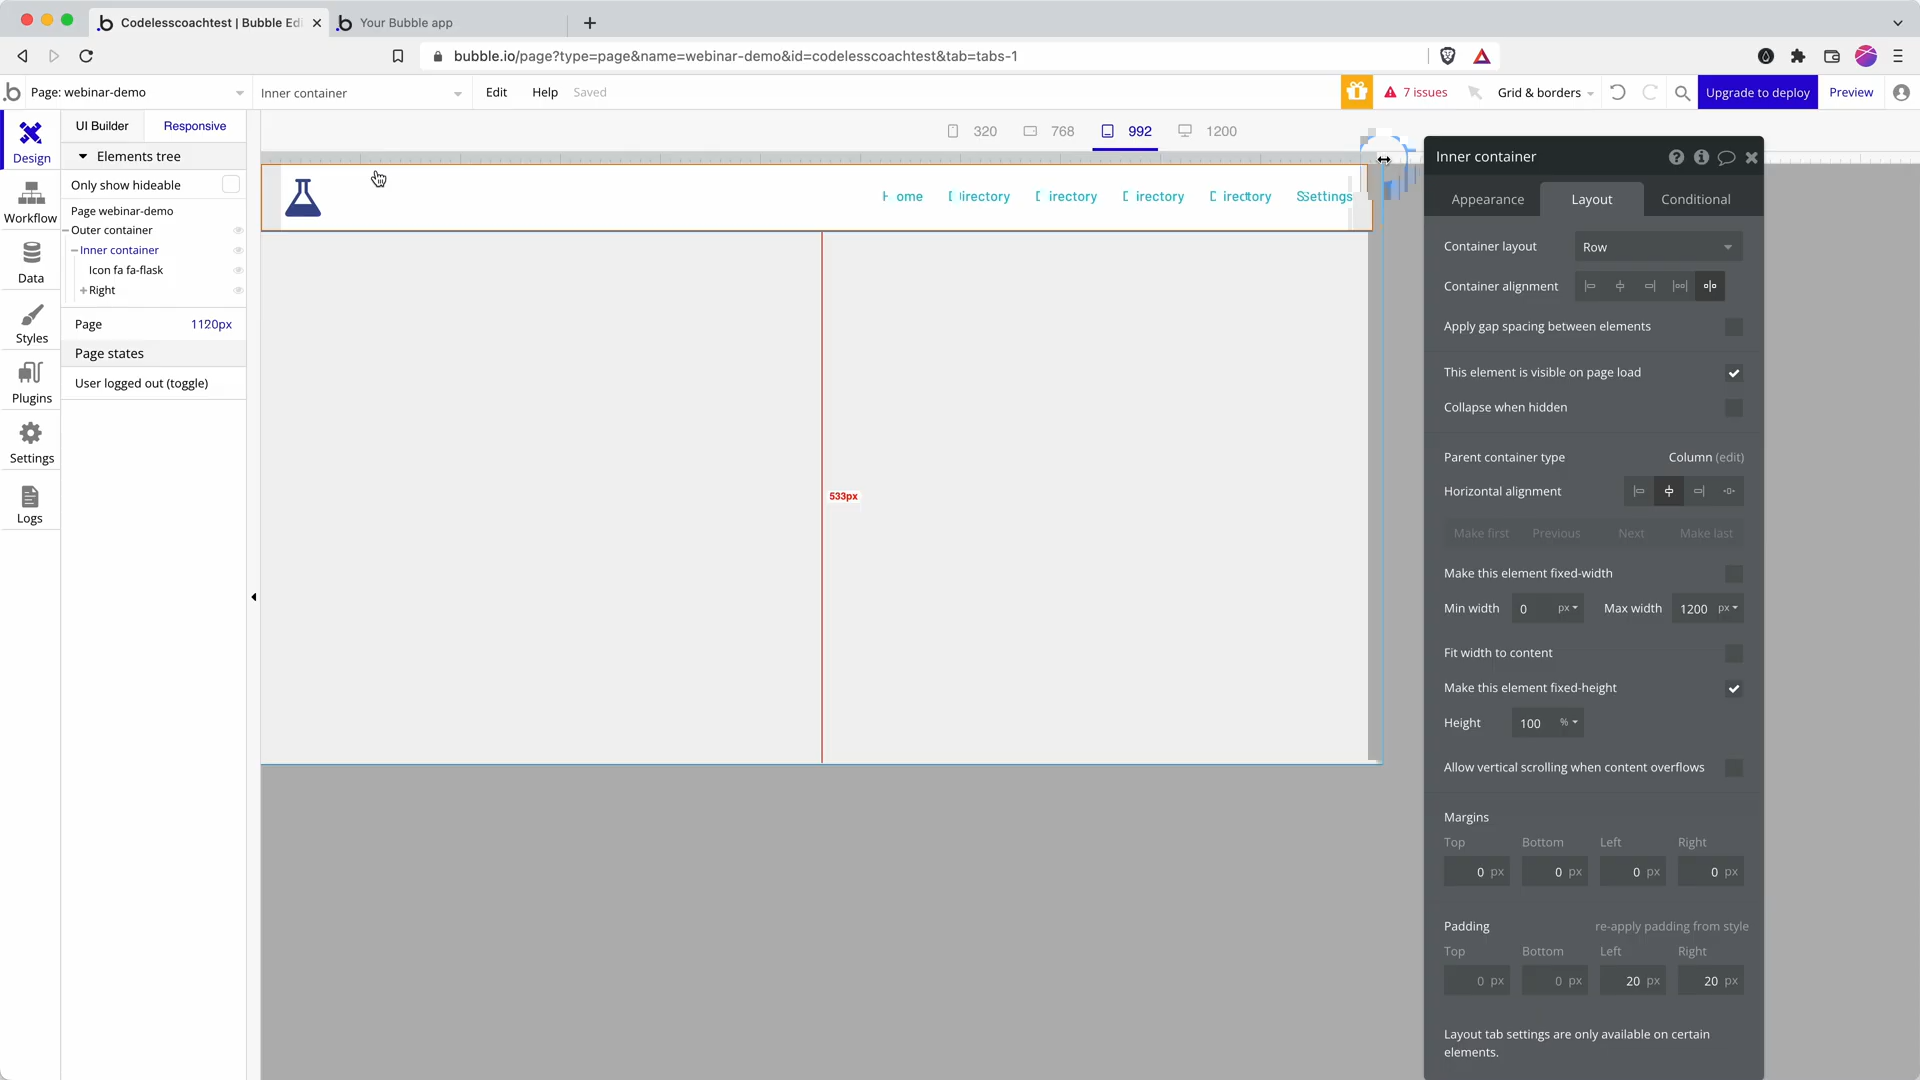 Codelesscoachtest | Bubble Edi
Your Bubble app
bubble.io/page?type=page&name=webinar-demo&id=codelesscoachtest&tab=tabs-1
Page: webinar-demo
Inner container
Edit
Help
Saved
7 issues
Grid & borders
Upgrade to deploy
Preview
Design
Workflow
Data
Styles
Plugins
Settings
Logs
UI Builder
Responsive
Elements tree
Only show hideable
Page webinar-demo
Outer container
Inner container
Icon fa fa-flask
Right
Page
1120px
Page states
User logged out (toggle)
320
768
992
1200
Home
Directory
Directory
Directory
Directory
Settings
533px
Inner container
Appearance
Layout
Conditional
Container layout
Row
Container alignment
Apply gap spacing between elements
This element is visible on page load
Collapse when hidden
Parent container type
Column (edit)
Horizontal alignment
Make first
Previous
Next
Make last
Make this element fixed-width
Min width
0 px
Max width
1200 px
Fit width to content
Make this element fixed-height
Height
100 %
Allow vertical scrolling when content overflows
Margins
Top
Bottom
Left
Right
0 px
0 px
0 px
0 px
Padding
re-apply padding from style
Top
Bottom
Left
Right
0 px
0 px
20 px
20 px
Layout tab settings are only available on certain
elements.